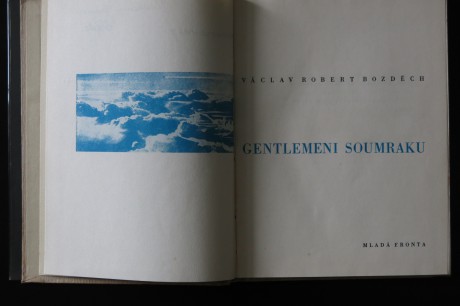 VÁCLAV ROBERT BOZDĚCH
GENTLEMENI SOUMRAKU
MLADÁ FRONTA